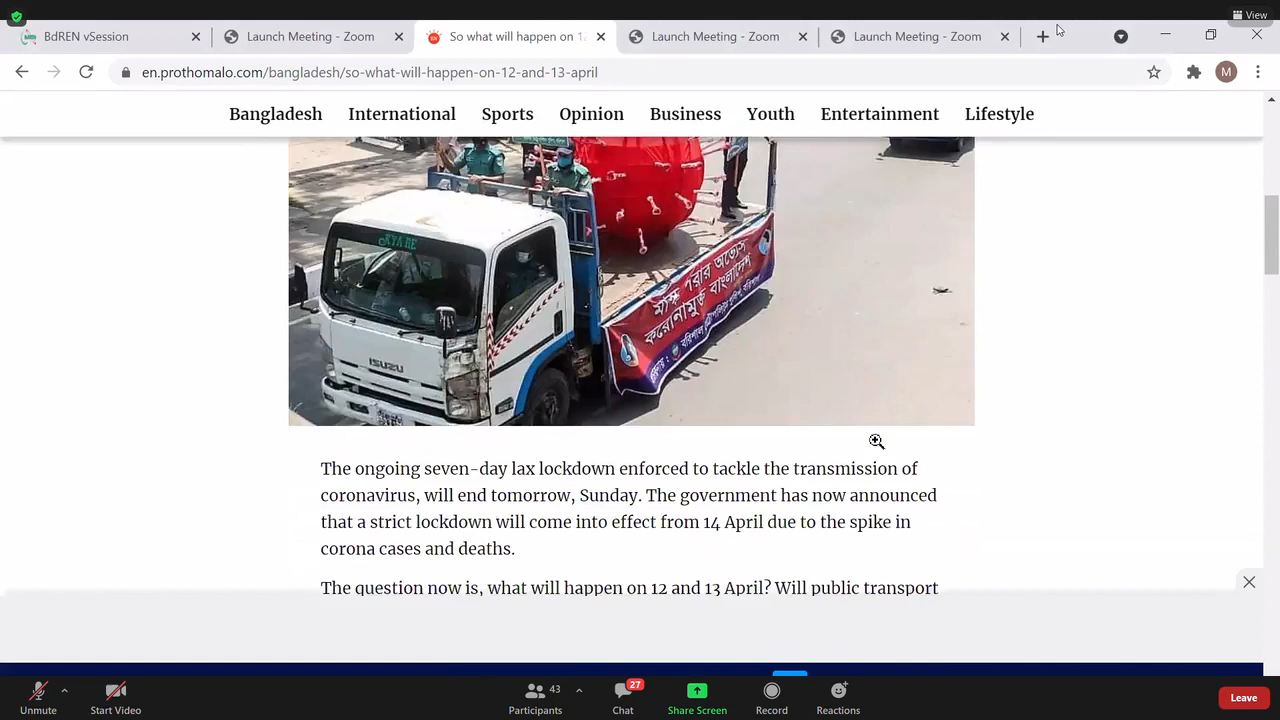 View
BdREN vSession
Launch Meeting - Zoom
So what will happen on 12
Launch Meeting - Zoom
Launch Meeting - Zoom
en.prothomalo.com/bangladesh/so-what-will-happen-on-12-and-13-april
M
Bangladesh International Sports Opinion Business Youth Entertainment Lifestyle
ISUZU
মাস্ক পরার অভ্যেস
করোনামুক্ত বাংলাদেশ
The ongoing seven-day lax lockdown enforced to tackle the transmission of
coronavirus, will end tomorrow, Sunday. The government has now announced
that a strict lockdown will come into effect from 14 April due to the spike in
corona cases and deaths.
The question now is, what will happen on 12 and 13 April? Will public transport
Unmute
Start Video
Participants
43
Chat
27
Share Screen
Record
Reactions
Leave